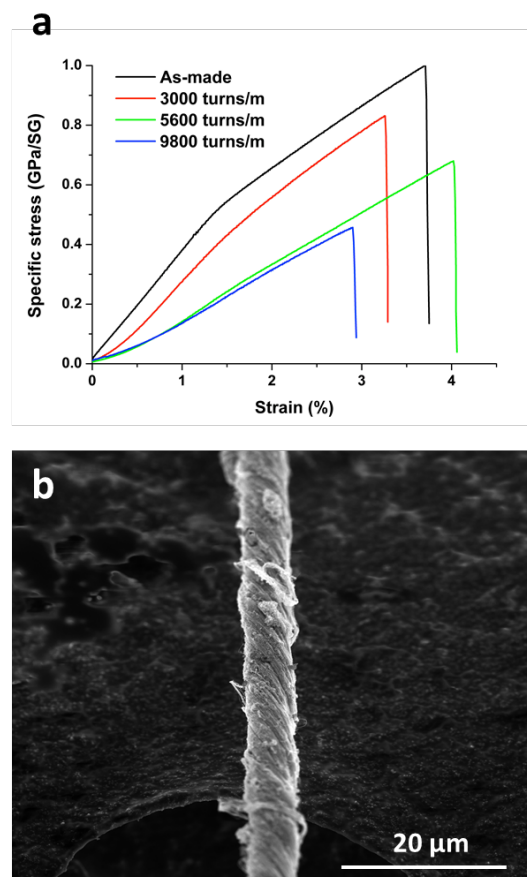 a
1.0
As-made
3000 turns/m
0.8
5600 turns/m
9800 turns/m
0.6
Specific stress (GPa/SG)
0.4
0.2
0.0
0 1 2 3 4
Strain (%)
b
20 µm